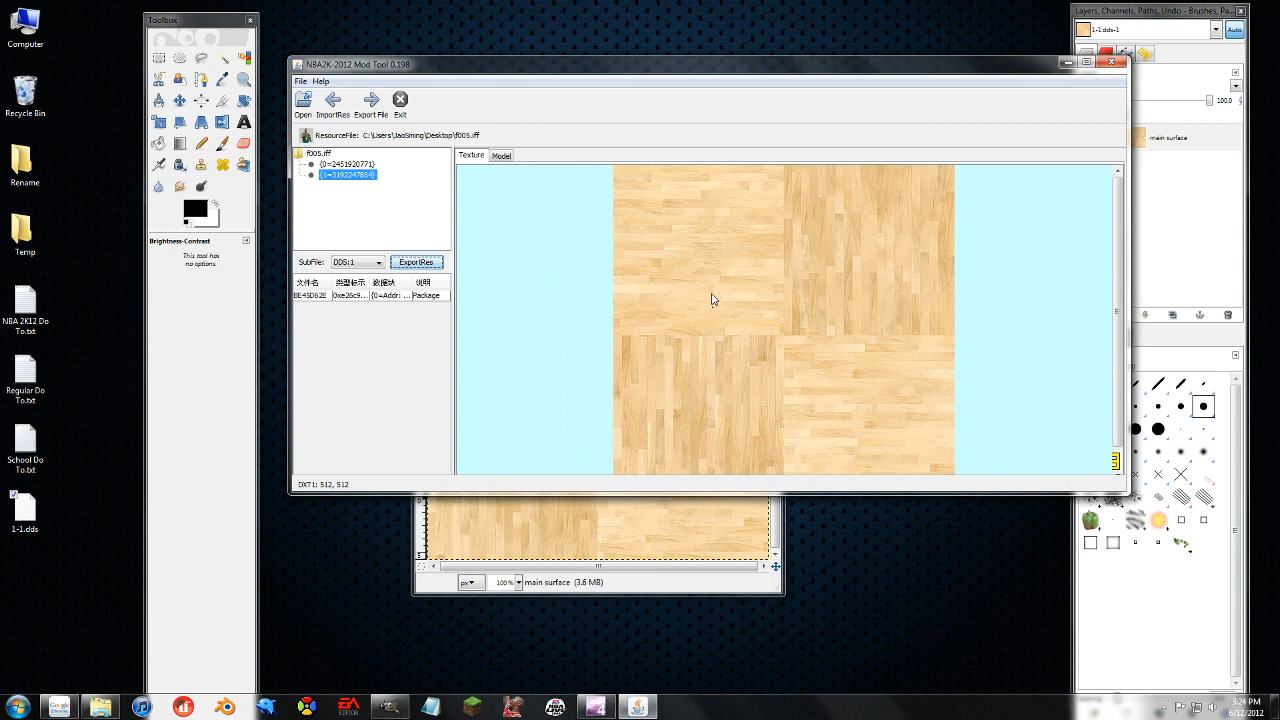 Computer
Recycle Bin
Rename
Temp
NBA 2K12 Do
To.txt
Regular Do
To.txt
School Do
To.txt
1-1.dds
Toolbox
Brightness-Contrast
This tool has
no options.
NBA2K-2012 Mod Tool 0.199
File Help
Open ImportRes Export File Exit
ResourceFile: C:\Users\JaoSming\Desktop\f005.iff
f005.iff
{0=2451920771}
{1=3192247854}
SubFile: DDS:1 ExportRes
文件名 类型标示 数据块 说明
BE45D62E 0xe26c9... {0=Addr: ... Package
Texture Model
DXT1: 512, 512
px 100% main surface (3.6 MB)
Layers, Channels, Paths, Undo - Brushes, Pa...
1-1.dds-1 Auto
100.0
main surface
EA
EDITOR
3:24 PM
6/12/2012